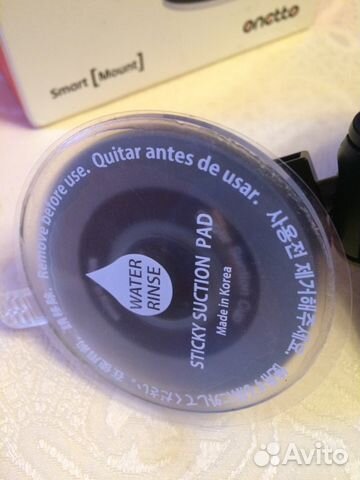 onetto
Smart [Mount]
Remove before use. Quitar antes de usar. 사용전 제거해주세요.
WATER
RINSE
STICKY SUCTION PAD
Made in Korea
Avito